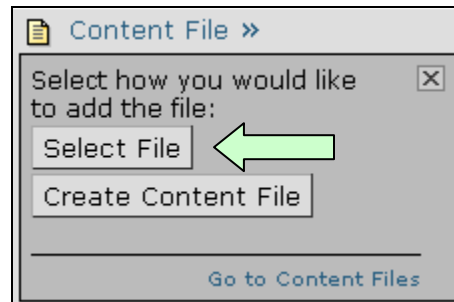 Content File »
Select how you would like
to add the file:
Select File
Create Content File
Go to Content Files